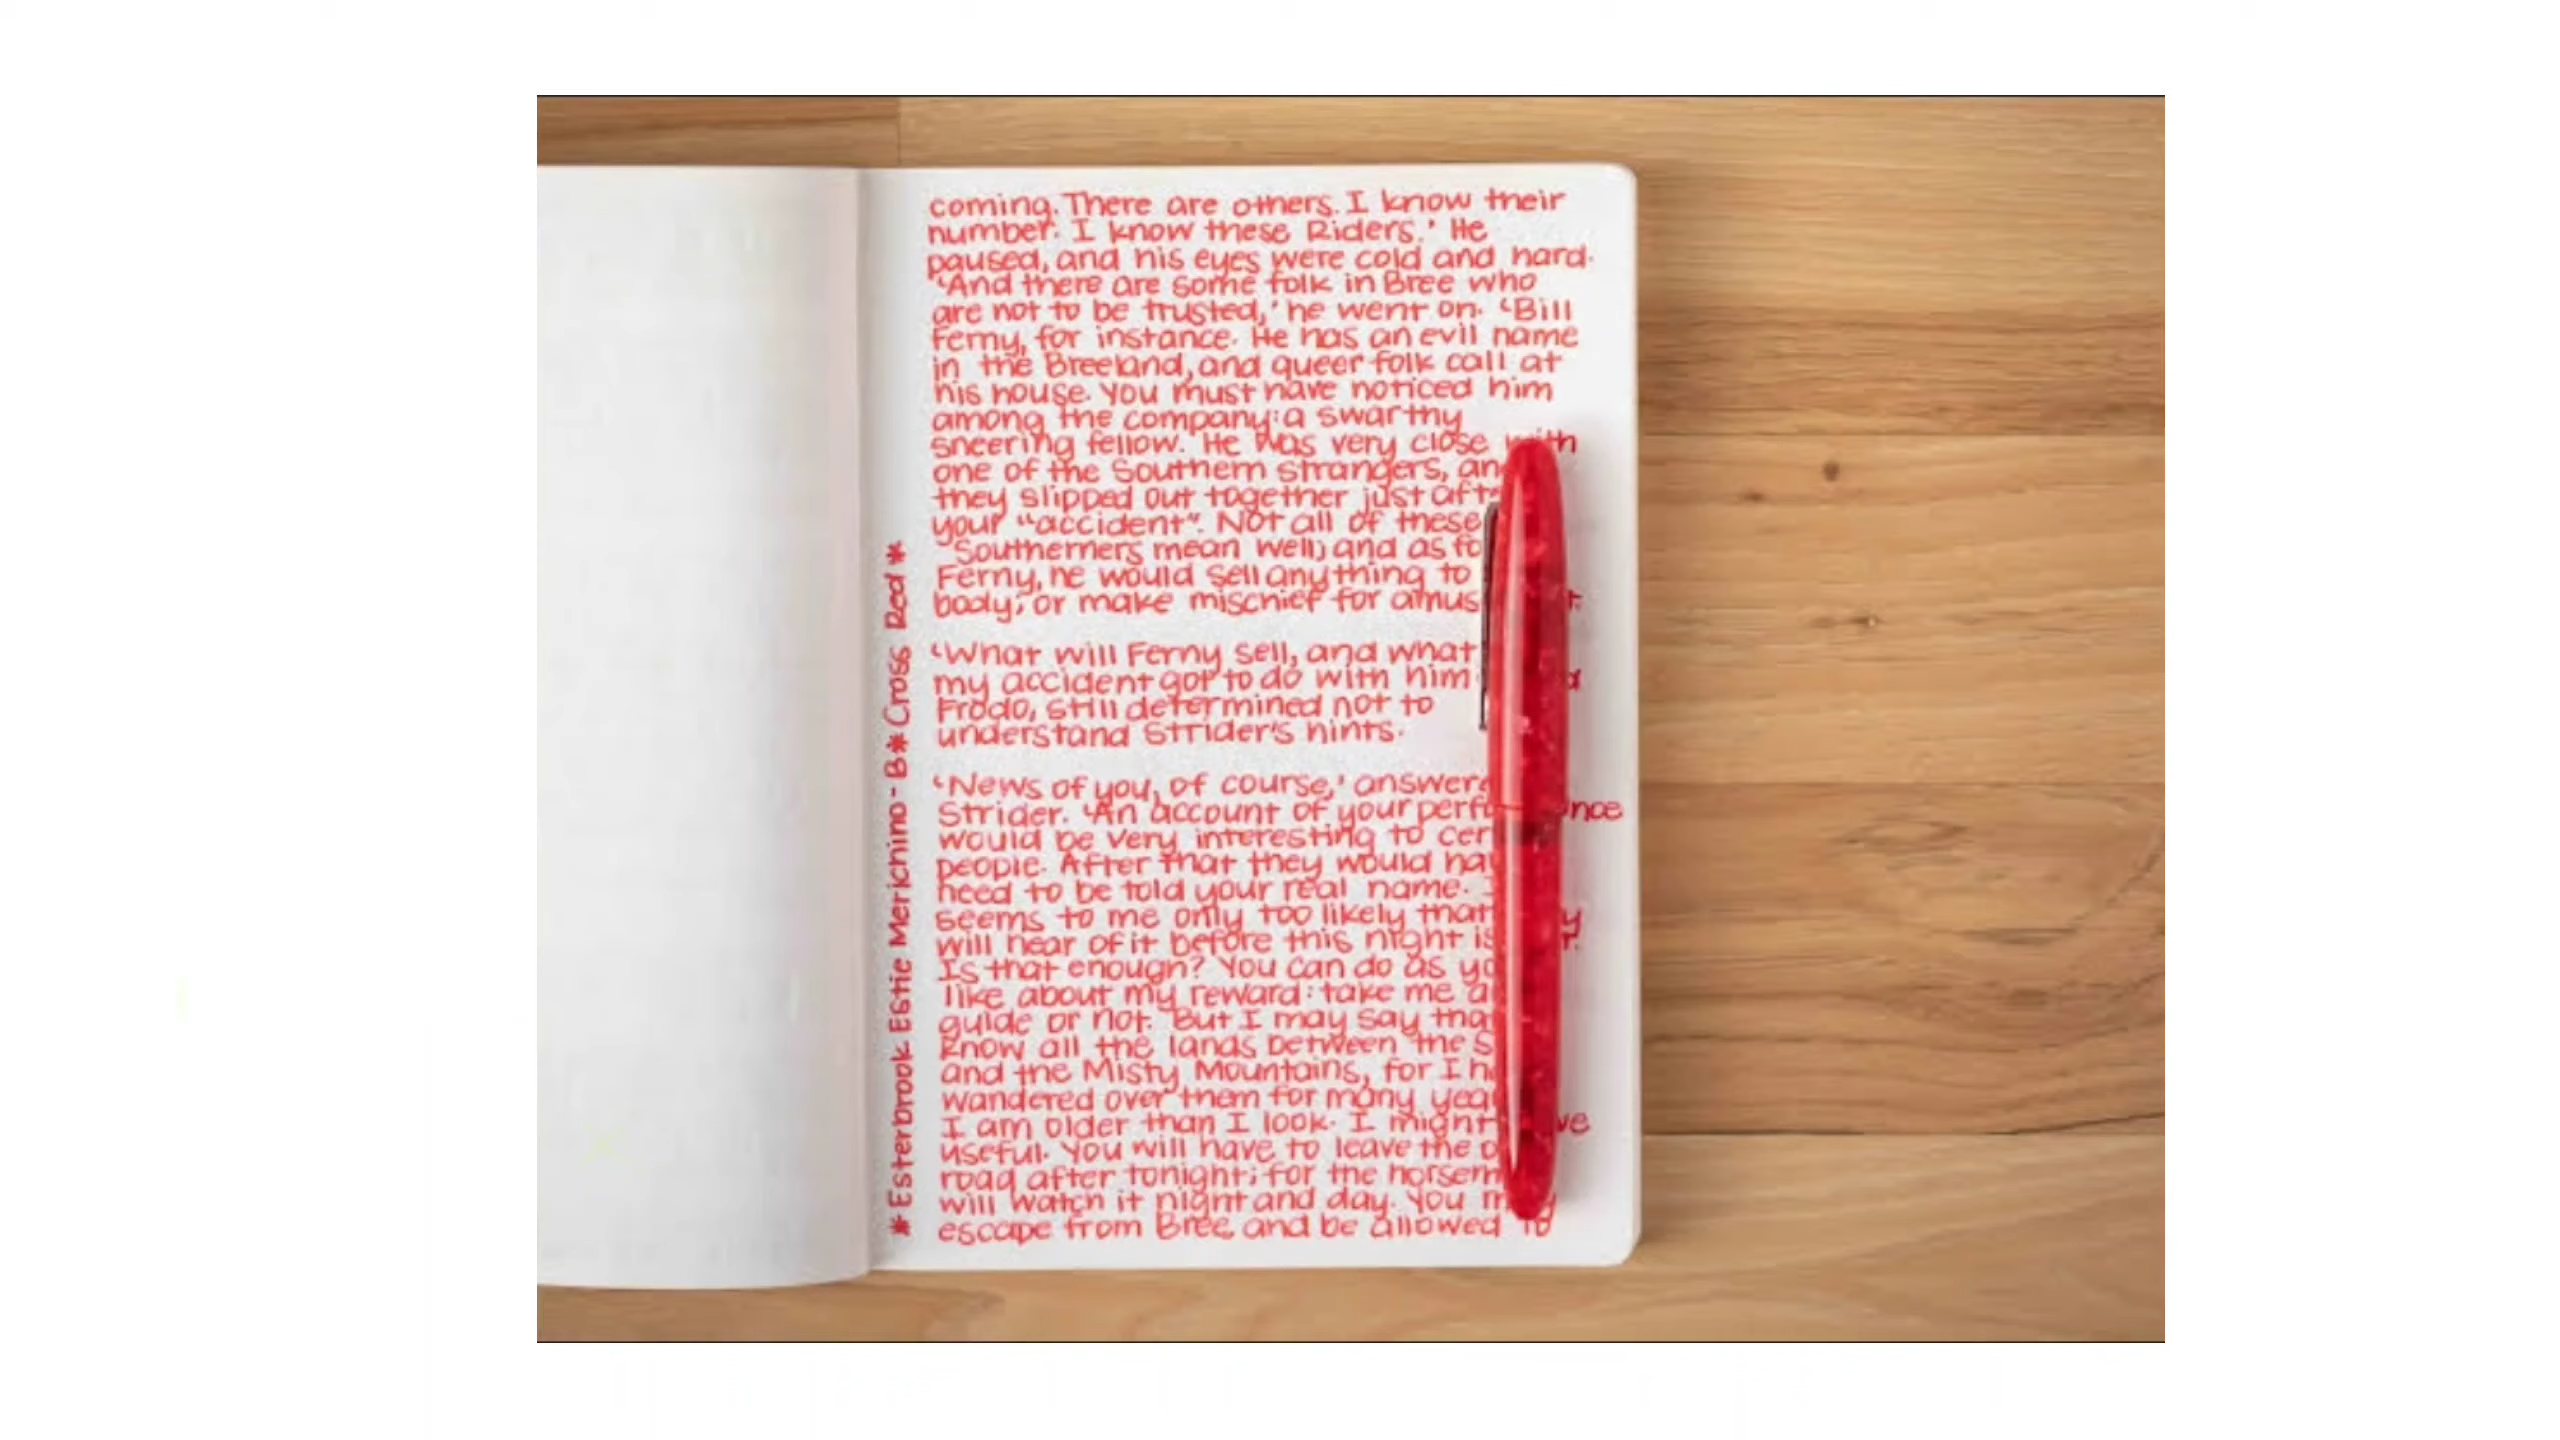 coming. There are others. I know their
number. I know these Riders.' He
paused, and his eyes were cold and hard.
'And there are some folk in Bree who
are not to be trusted,' he went on. 'Bill
Ferny, for instance. He has an evil name
in the Breeland, and queer folk call at
his house. You must have noticed him
among the company: a swarthy
sneering fellow. He was very close with
one of the Southern strangers, an
they slipped out together just aft
your "accident". Not all of these
Southerners mean well; and as fo
Ferny, he would sell anything to
body; or make mischief for amus t.
'What will Ferny sell, and what
my accident got to do with him d
Frodo, still determined not to
understand Strider's hints.
'News of you, of course,' answere
Strider. 'An account of your perf nce
would be very interesting to cer
people. After that they would ha
need to be told your real name.
seems to me only too likely that y
will hear of it before this night is r.
Is that enough? You can do as yo
like about my reward: take me a
guide or not. But I may say tha
know all the lands between the S
and the Misty Mountains, for I h
wandered over them for many yea
I am older than I look. I might ve
useful. You will have to leave the o
road after tonight; for the horsem
will watch it night and day. You m y
escape from Bree, and be allowed to
* Esterbrook Estie Merichino - B * Cross Red *